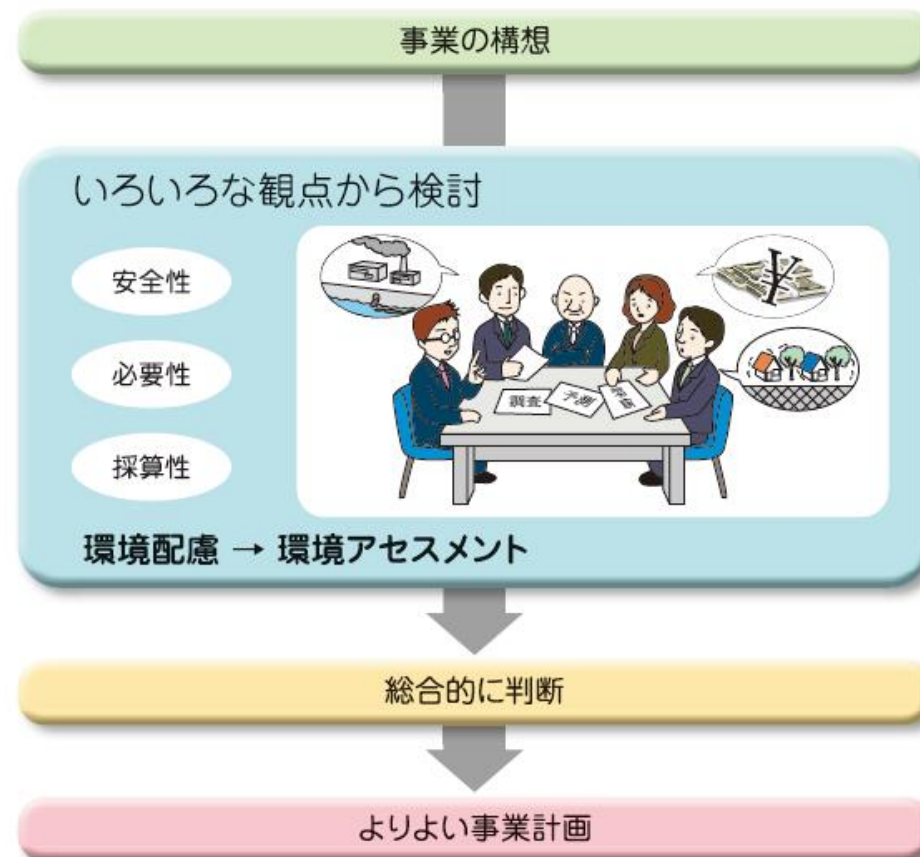 事業の構想
いろいろな観点から検討
安全性
必要性
採算性
¥
調査
予測
評価
環境配慮 → 環境アセスメント
総合的に判断
よりよい事業計画